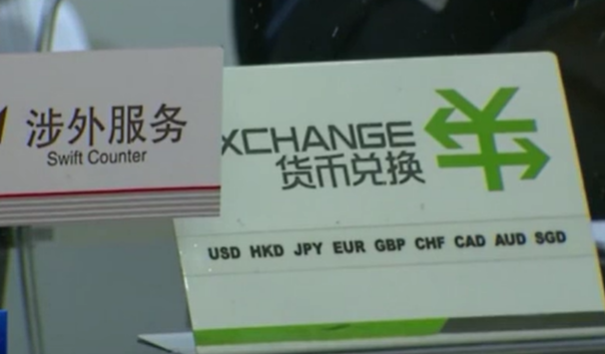 涉外服务
Swift Counter
XCHANGE
货币兑换
USD HKD JPY EUR GBP CHF CAD AUD SGD